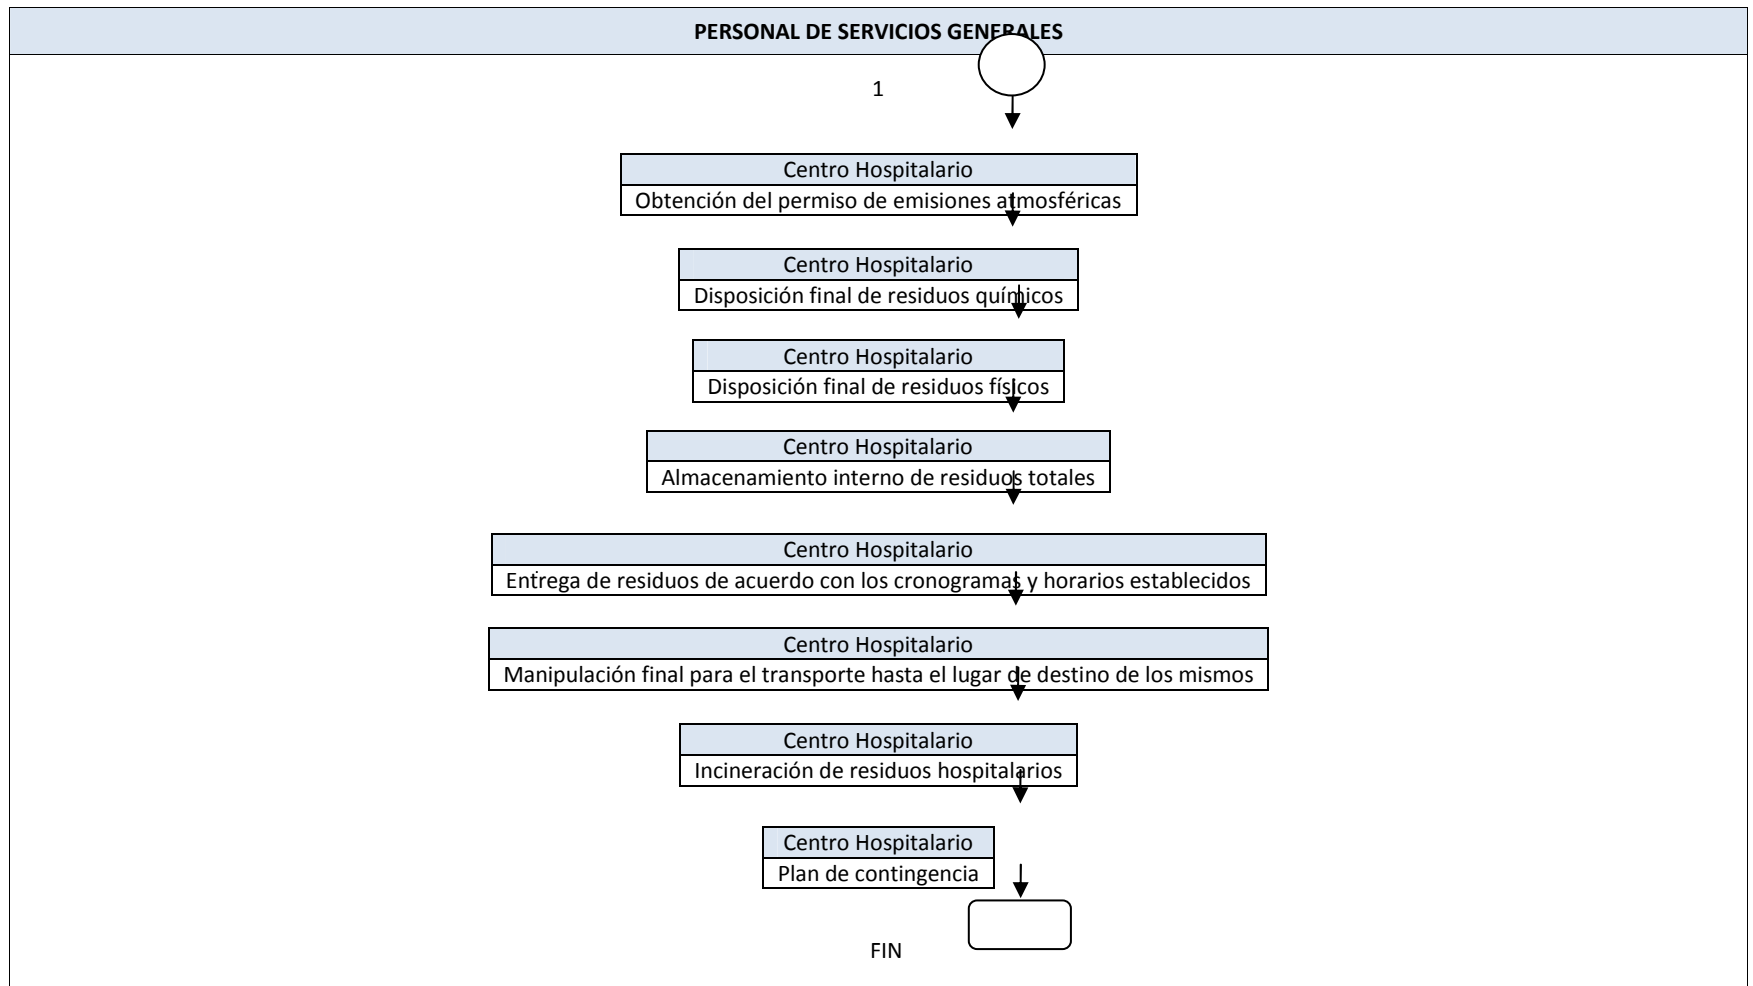 PERSONAL DE SERVICIOS GENERALES
1
Centro Hospitalario
Obtención del permiso de emisiones atmosféricas
Centro Hospitalario
Disposición final de residuos químicos
Centro Hospitalario
Disposición final de residuos físicos
Centro Hospitalario
Almacenamiento interno de residuos totales
Centro Hospitalario
Entrega de residuos de acuerdo con los cronogramas y horarios establecidos
Centro Hospitalario
Manipulación final para el transporte hasta el lugar de destino de los mismos
Centro Hospitalario
Incineración de residuos hospitalarios
Centro Hospitalario
Plan de contingencia
FIN